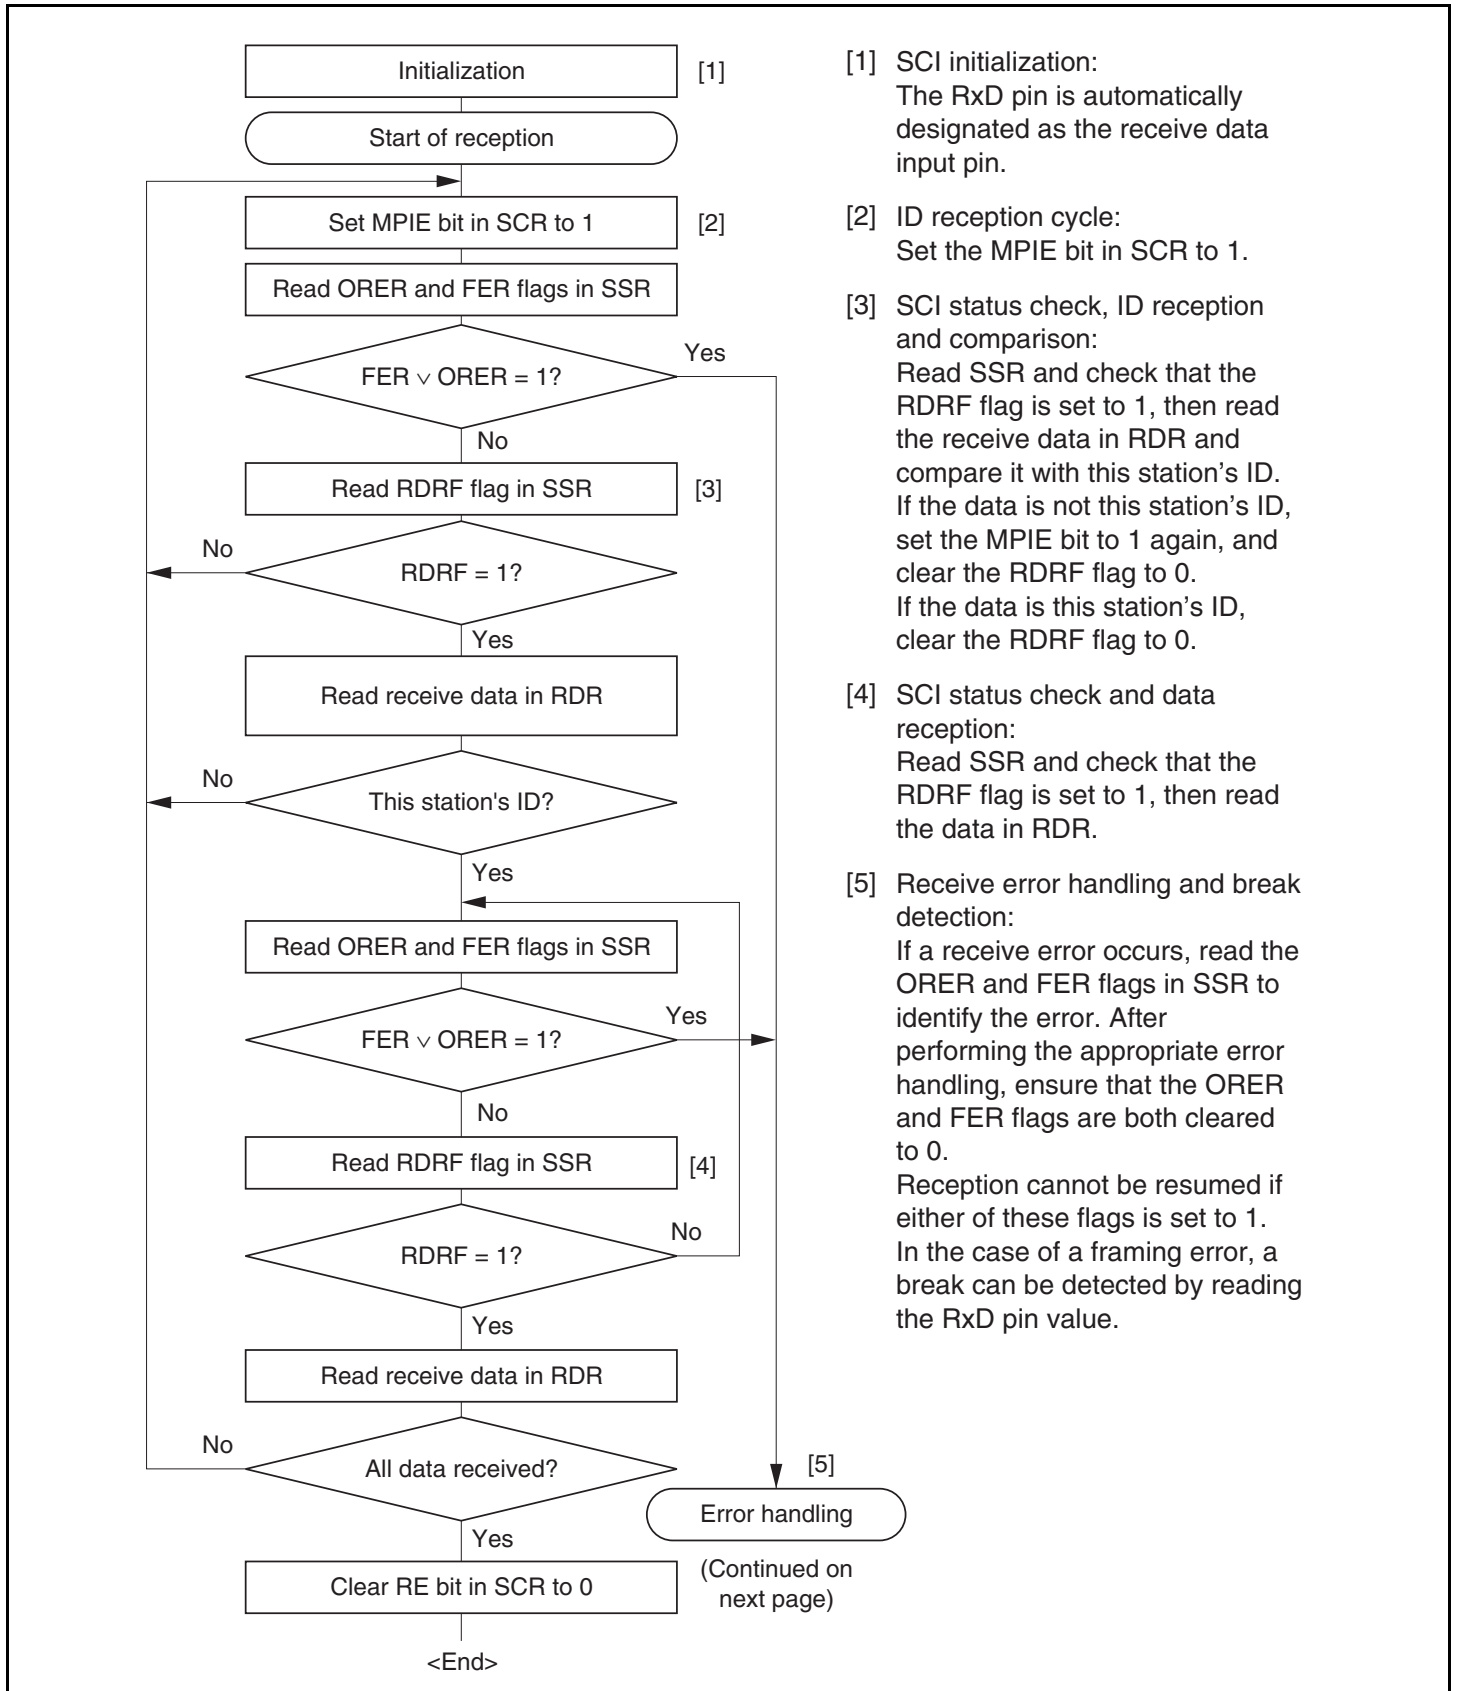 Initialization [1]
Start of reception
Set MPIE bit in SCR to 1 [2]
Read ORER and FER flags in SSR
FER ∨ ORER = 1?
Yes
No
Read RDRF flag in SSR [3]
No
RDRF = 1?
Yes
Read receive data in RDR
No
This station's ID?
Yes
Read ORER and FER flags in SSR
FER ∨ ORER = 1?
Yes
No
Read RDRF flag in SSR [4]
No
RDRF = 1?
Yes
Read receive data in RDR
No
All data received?
[5]
Error handling
Yes
(Continued on
next page)
Clear RE bit in SCR to 0
<End>
[1] SCI initialization:
The RxD pin is automatically
designated as the receive data
input pin.
[2] ID reception cycle:
Set the MPIE bit in SCR to 1.
[3] SCI status check, ID reception
and comparison:
Read SSR and check that the
RDRF flag is set to 1, then read
the receive data in RDR and
compare it with this station’s ID.
If the data is not this station’s ID,
set the MPIE bit to 1 again, and
clear the RDRF flag to 0.
If the data is this station’s ID,
clear the RDRF flag to 0.
[4] SCI status check and data
reception:
Read SSR and check that the
RDRF flag is set to 1, then read
the data in RDR.
[5] Receive error handling and break
detection:
If a receive error occurs, read the
ORER and FER flags in SSR to
identify the error. After
performing the appropriate error
handling, ensure that the ORER
and FER flags are both cleared
to 0.
Reception cannot be resumed if
either of these flags is set to 1.
In the case of a framing error, a
break can be detected by reading
the RxD pin value.